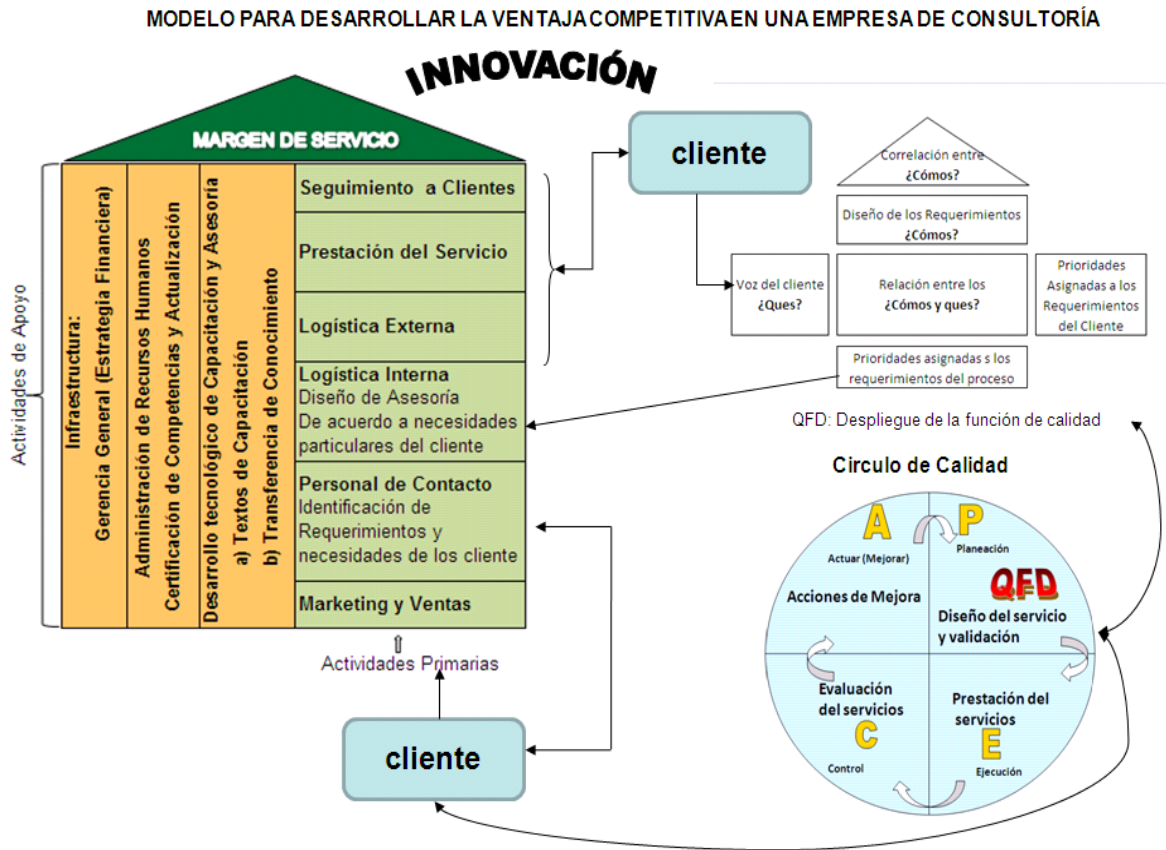 MODELO PARA DESARROLLAR LA VENTAJA COMPETITIVA EN UNA EMPRESA DE CONSULTORÍA
INNOVACIÓN
MARGEN DE SERVICIO
Actividades de Apoyo
Infraestructura:
Gerencia General (Estrategia Financiera)
Administración de Recursos Humanos
Certificación de Competencias y Actualización
Desarrollo tecnológico de Capacitación y Asesoría
a) Textos de Capacitación
b) Transferencia de Conocimiento
Seguimiento a Clientes
Prestación del Servicio
Logística Externa
Logística Interna
Diseño de Asesoría
De acuerdo a necesidades
particulares del cliente
Personal de Contacto
Identificación de
Requerimientos y
necesidades de los cliente
Marketing y Ventas
Actividades Primarias
cliente
cliente
Correlación entre
¿Cómos?
Diseño de los Requerimientos
¿Cómos?
Voz del cliente
¿Ques?
Relación entre los
¿Cómos y ques?
Prioridades
Asignadas a los
Requerimientos
del Cliente
Prioridades asignadas s los
requerimientos del proceso
QFD: Despliegue de la función de calidad
Circulo de Calidad
A
Actuar (Mejorar)
Acciones de Mejora
P
Planeación
QFD
Diseño del servicio
y validación
Evaluación
del servicios
C
Control
Prestación del
servicios
E
Ejecución